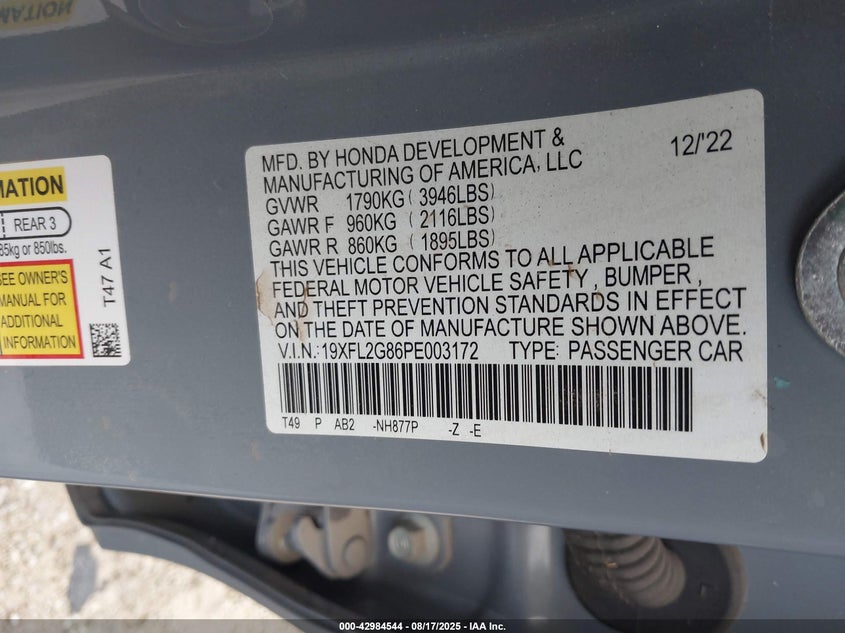 MATION
REAR 3
85kg or 850lbs.
SEE OWNER'S
MANUAL FOR
ADDITIONAL
INFORMATION
T47 A1
MFD. BY HONDA DEVELOPMENT &
MANUFACTURING OF AMERICA, LLC
12/'22
GVWR 1790KG ( 3946LBS)
GAWR F 960KG ( 2116LBS)
GAWR R 860KG ( 1895LBS)
THIS VEHICLE CONFORMS TO ALL APPLICABLE
FEDERAL MOTOR VEHICLE SAFETY , BUMPER ,
AND THEFT PREVENTION STANDARDS IN EFFECT
ON THE DATE OF MANUFACTURE SHOWN ABOVE.
V.I.N.: 19XFL2G86PE003172 TYPE: PASSENGER CAR
T49 P AB2 -NH877P -Z -E
000-42984544 - 08/17/2025 - IAA Inc.